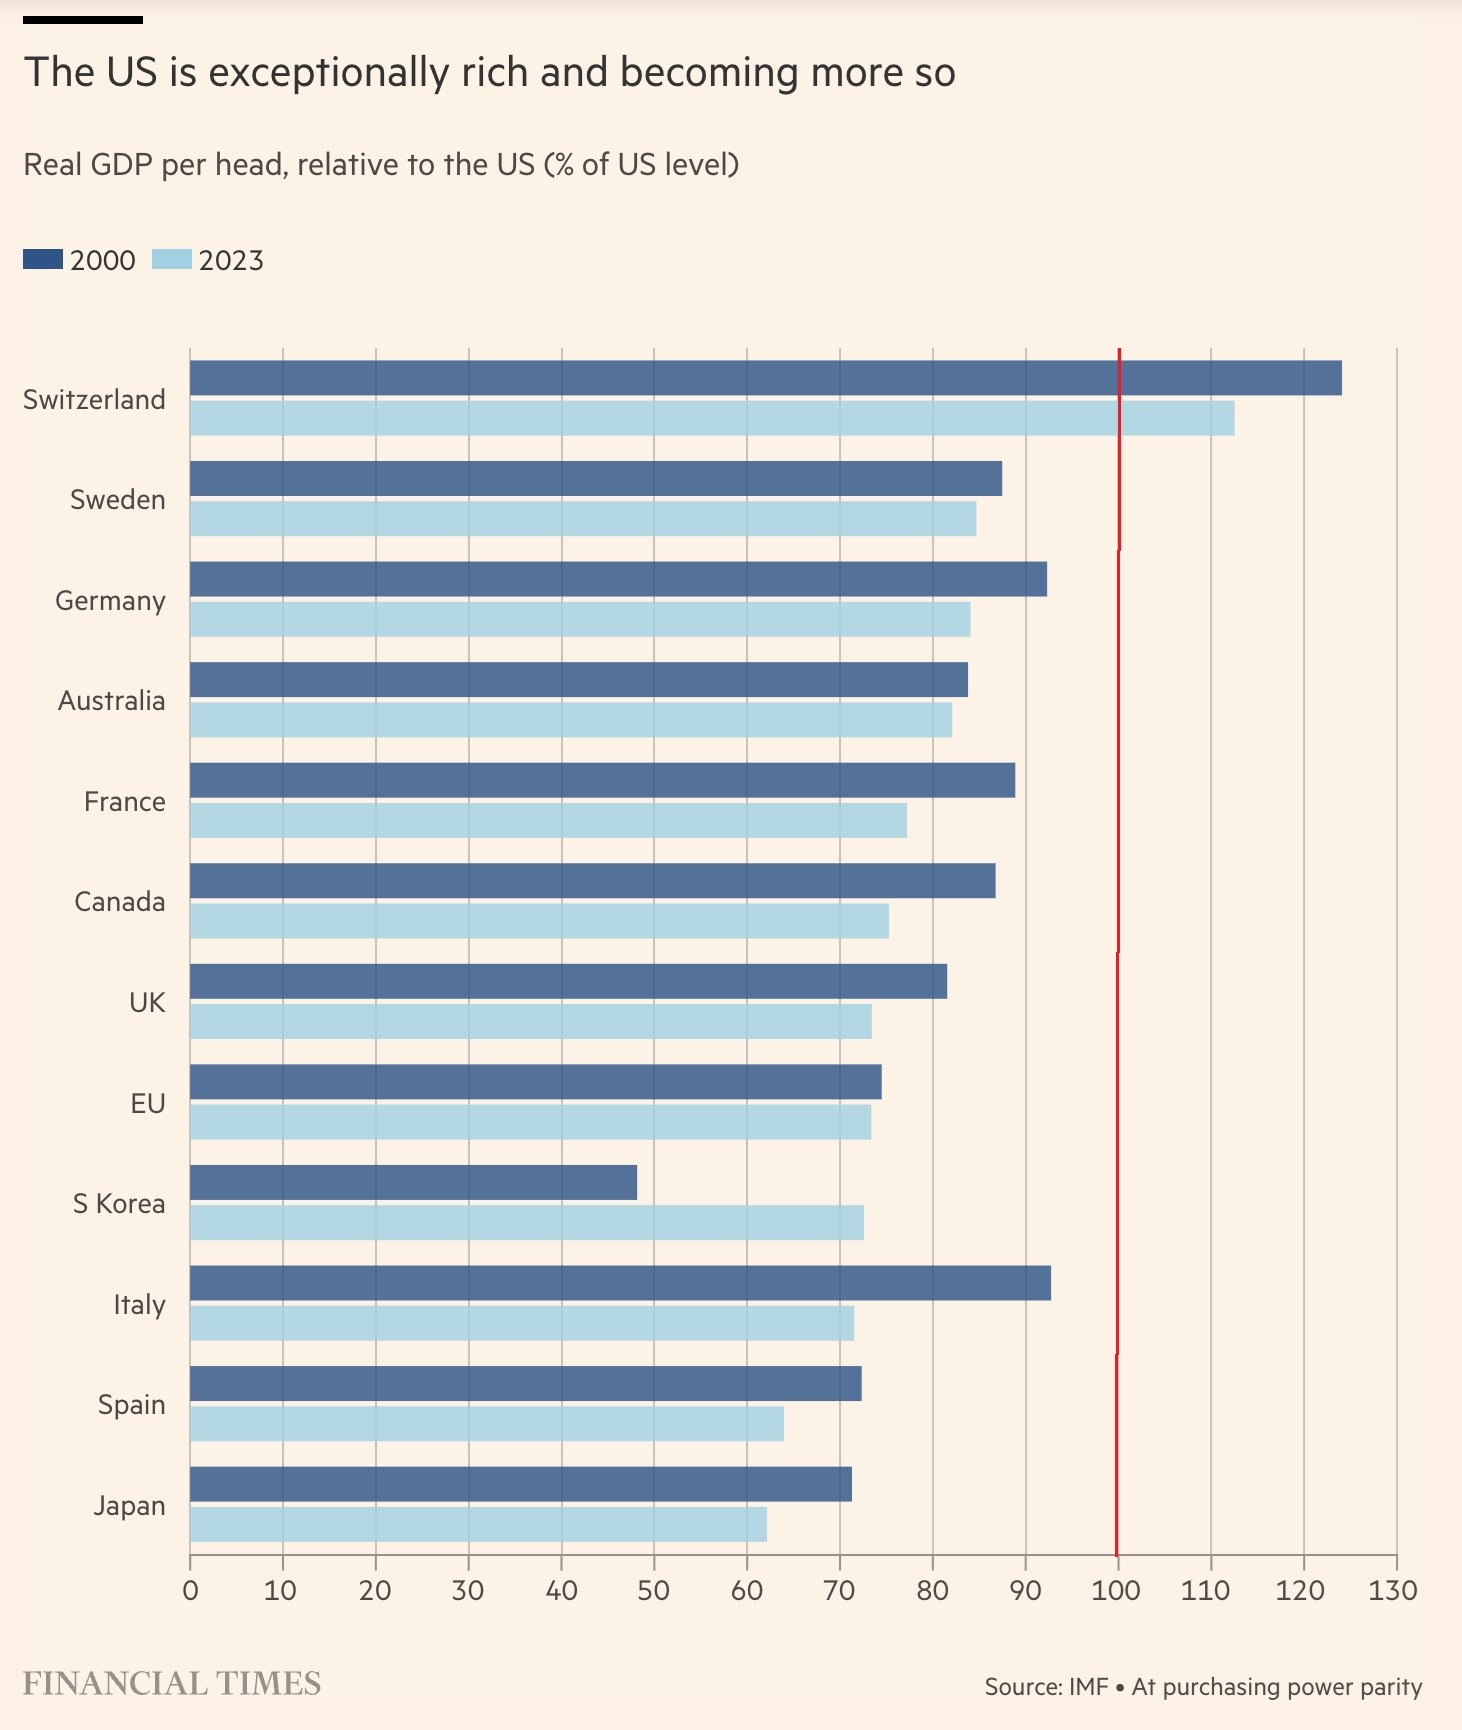 The US is exceptionally rich and becoming more so
Real GDP per head, relative to the US (% of US level)
2000 2023
Switzerland
Sweden
Germany
Australia
France
Canada
UK
EU
S Korea
Italy
Spain
Japan
0 10 20 30 40 50 60 70 80 90 100 110 120 130
FINANCIAL TIMES
Source: IMF • At purchasing power parity